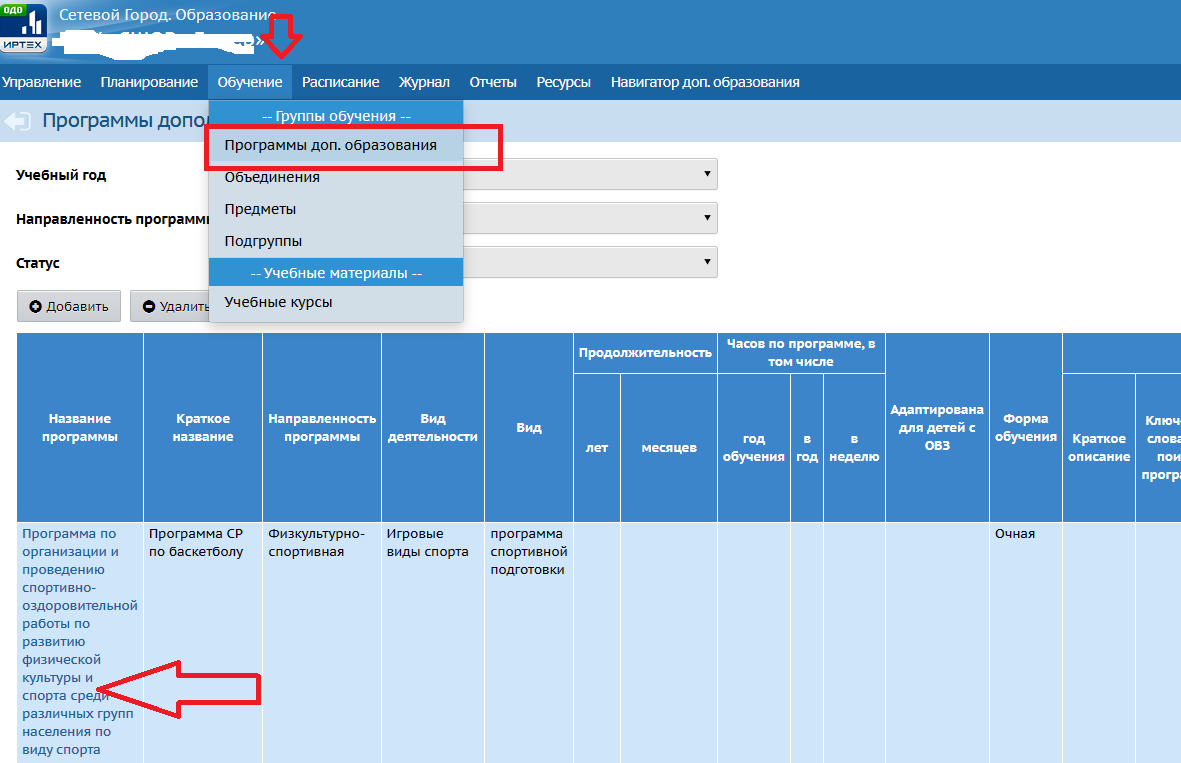 ОДО
ИРТЕХ
Сетевой Город. Образование
Управление Планирование Обучение Расписание Журнал Отчеты Ресурсы Навигатор доп. образования
-- Группы обучения --
Программы доп. образования
Объединения
Предметы
Подгруппы
-- Учебные материалы --
Учебные курсы
Учебный год
Направленность
Статус
Добавить
Название
программы
Краткое
название
Направленность
программы
Вид
деятельности
Вид
Продолжительность
лет
месяцев
Часов по программе, в
том числе
год
обучения
в
год
в
неделю
Адаптирована
для детей с
ОВЗ
Форма
обучения
Краткое
описание
Программа по
организации и
проведению
спортивно-
оздоровительной
работы по
развитию
физической
культуры и
спорта среди
различных групп
населения по
виду спорта
Программа СР
по баскетболу
Физкультурно-
спортивная
Игровые
виды спорта
программа
спортивной
подготовки
Очная